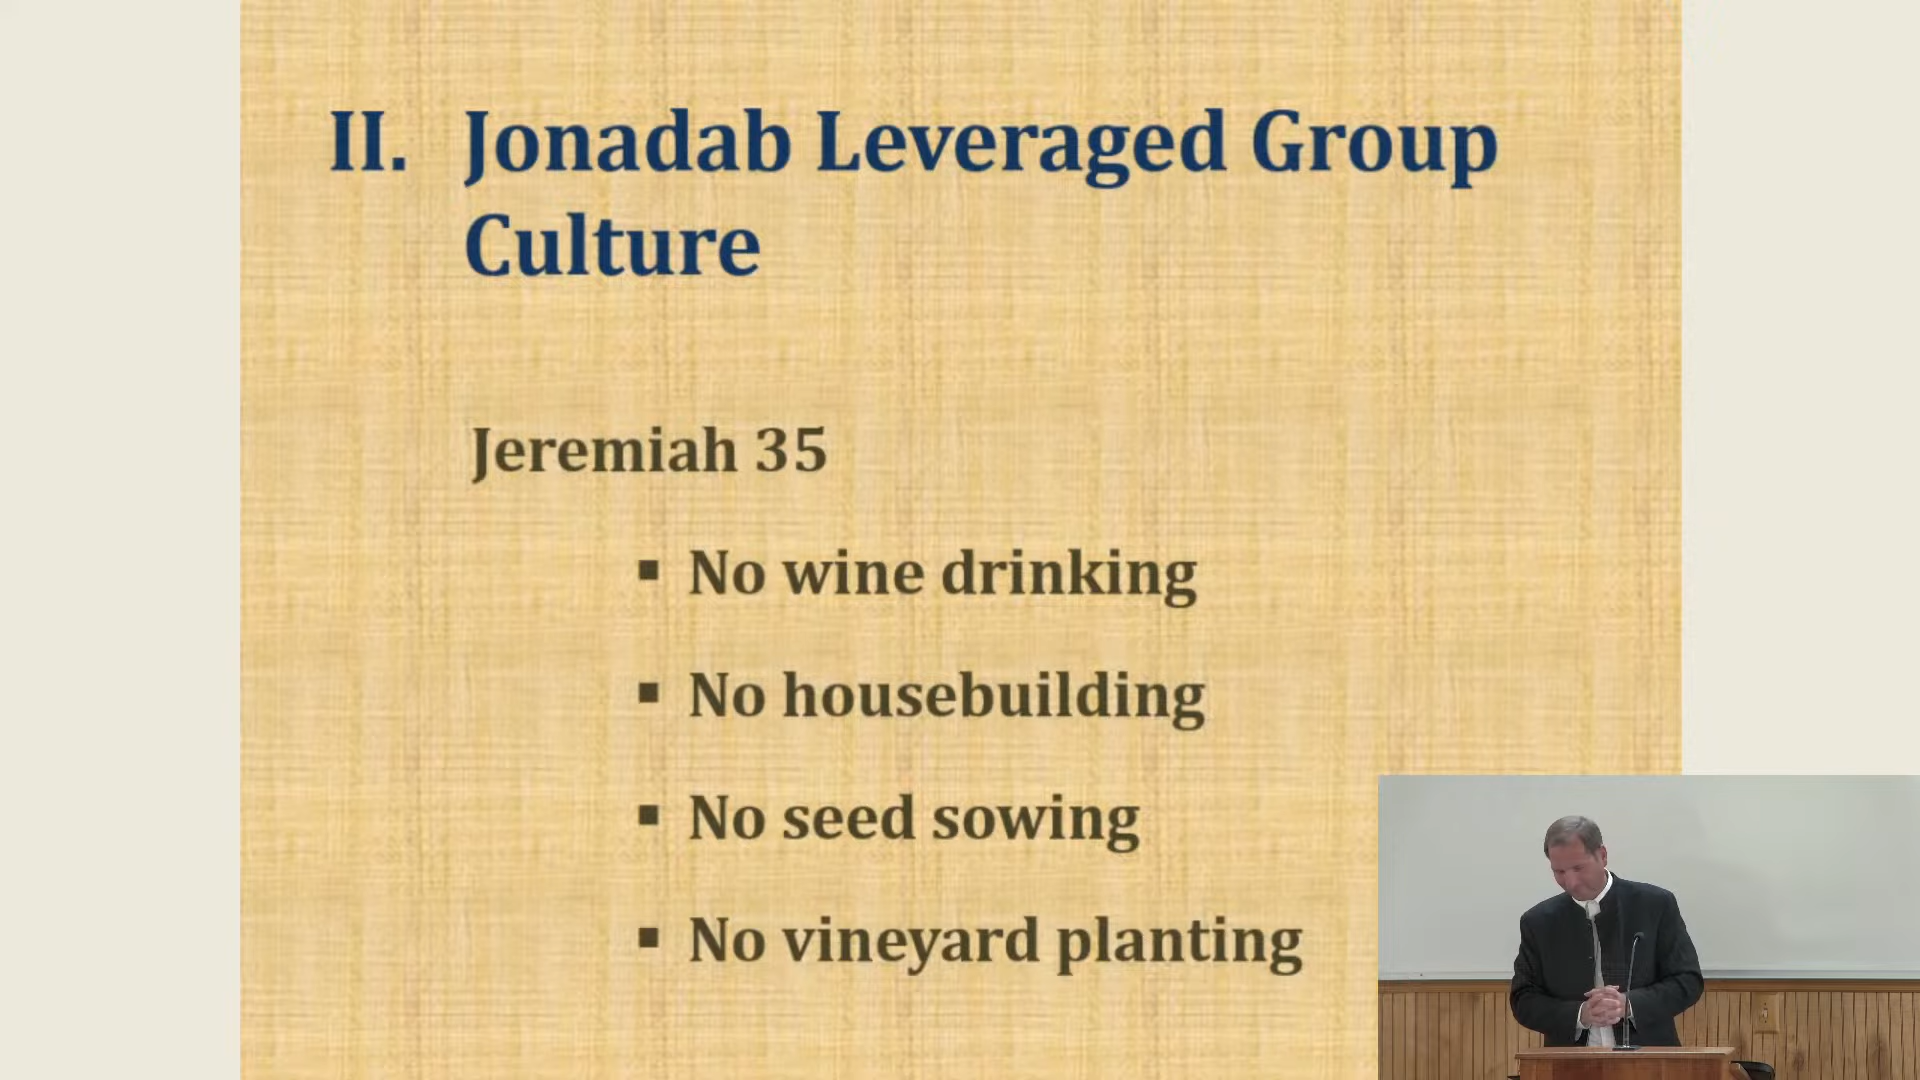 II. Jonadab Leveraged Group
Culture
Jeremiah 35
▪ No wine drinking
▪ No housebuilding
▪ No seed sowing
▪ No vineyard planting